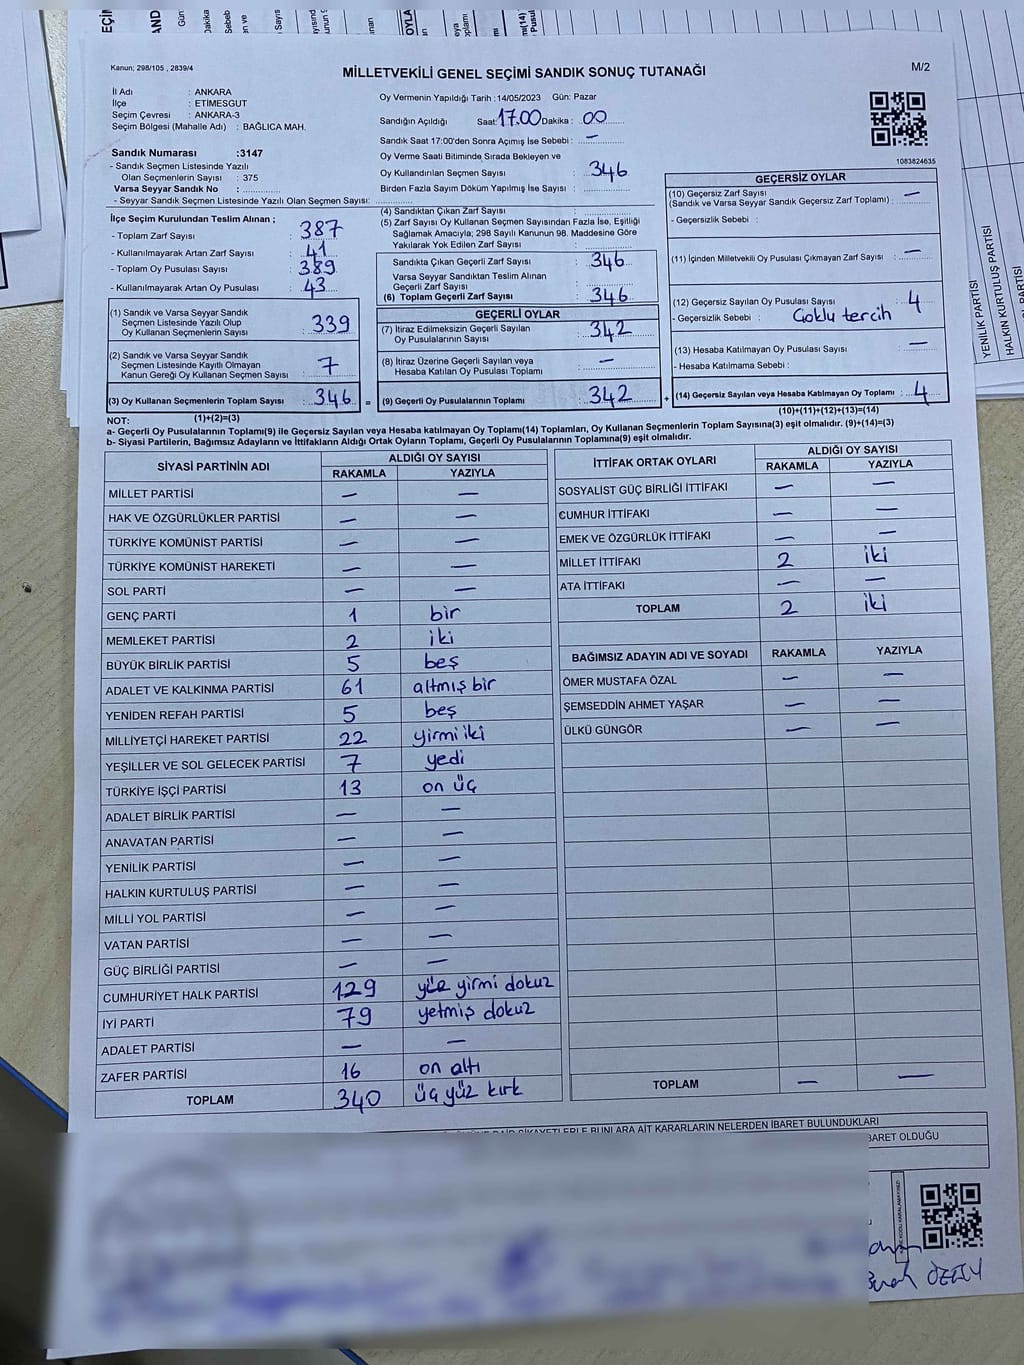 Kanun; 298/105 , 2839/4
MİLLETVEKİLİ GENEL SEÇİMİ SANDIK SONUÇ TUTANAĞI
M/2
İl Adı : ANKARA
İlçe : ETİMESGUT
Seçim Çevresi : ANKARA-3
Seçim Bölgesi (Mahalle Adı) : BAĞLICA MAH.
Sandık Numarası :3147
- Sandık Seçmen Listesinde Yazılı
Olan Seçmenlerin Sayısı : 375
Varsa Seyyar Sandık No :
- Seyyar Sandık Seçmen Listesinde Yazılı Olan Seçmen Sayısı:
Oy Vermenin Yapıldığı Tarih :14/05/2023 Gün: Pazar
Sandığın Açıldığı Saat: 17.00 Dakika : 00
Sandık Saat 17:00'den Sonra Açımış İse Sebebi : —
Oy Verme Saati Bitiminde Sırada Bekleyen ve
Oy Kullandırılan Seçmen Sayısı : 346
Birden Fazla Sayım Döküm Yapılmış İse Sayısı :
1083824635
İlçe Seçim Kurulundan Teslim Alınan ;
- Toplam Zarf Sayısı : 387
- Kullanılmayarak Artan Zarf Sayısı : 41
- Toplam Oy Pusulası Sayısı : 389
- Kullanılmayarak Artan Oy Pusulası : 43
(1) Sandık ve Varsa Seyyar Sandık
Seçmen Listesinde Yazılı Olup
Oy Kullanan Seçmenlerin Sayısı : 339
(2) Sandık ve Varsa Seyyar Sandık
Seçmen Listesinde Kayıtlı Olmayan
Kanun Gereği Oy Kullanan Seçmen Sayısı : 7
(3) Oy Kullanan Seçmenlerin Toplam Sayısı : 346 =
(4) Sandıktan Çıkan Zarf Sayısı :
(5) Zarf Sayısı Oy Kullanan Seçmen Sayısından Fazla İse, Eşitliği
Sağlamak Amacıyla; 298 Sayılı Kanunun 98. Maddesine Göre
Yakılarak Yok Edilen Zarf Sayısı :
Sandıkta Çıkan Geçerli Zarf Sayısı : 346
Varsa Seyyar Sandıktan Teslim Alınan
Geçerli Zarf Sayısı :
(6) Toplam Geçerli Zarf Sayısı : 346
GEÇERLİ OYLAR
(7) İtiraz Edilmeksizin Geçerli Sayılan
Oy Pusulalarının Sayısı : 342
(8) İtiraz Üzerine Geçerli Sayılan veya
Hesaba Katılan Oy Pusulası Toplamı : —
(9) Geçerli Oy Pusulalarının Toplamı : 342 +
GEÇERSİZ OYLAR
(10) Geçersiz Zarf Sayısı
(Sandık ve Varsa Seyyar Sandık Geçersiz Zarf Toplamı) : —
- Geçersizlik Sebebi :
(11) İçinden Milletvekili Oy Pusulası Çıkmayan Zarf Sayısı : —
(12) Geçersiz Sayılan Oy Pusulası Sayısı : 4
- Geçersizlik Sebebi : Çoklu tercih
(13) Hesaba Katılmayan Oy Pusulası Sayısı : —
- Hesaba Katılmama Sebebi :
(14) Geçersiz Sayılan veya Hesaba Katılmayan Oy Toplamı : 4
(1)+(2)=(3)
(10)+(11)+(12)+(13)=(14)
NOT:
a- Geçerli Oy Pusulalarının Toplamı(9) ile Geçersiz Sayılan veya Hesaba katılmayan Oy Toplamı(14) Toplamları, Oy Kullanan Seçmenlerin Toplam Sayısına(3) eşit olmalıdır. (9)+(14)=(3)
b- Siyasi Partilerin, Bağımsız Adayların ve İttifakların Aldığı Ortak Oyların Toplamı, Geçerli Oy Pusulalarının Toplamına(9) eşit olmalıdır.
SİYASİ PARTİNİN ADI ALDIĞI OY SAYISI
RAKAMLA YAZIYLA
MİLLET PARTİSİ — —
HAK VE ÖZGÜRLÜKLER PARTİSİ — —
TÜRKİYE KOMÜNİST PARTİSİ — —
TÜRKİYE KOMÜNİST HAREKETİ — —
SOL PARTİ — —
GENÇ PARTİ 1 bir
MEMLEKET PARTİSİ 2 iki
BÜYÜK BİRLİK PARTİSİ 5 beş
ADALET VE KALKINMA PARTİSİ 61 altmış bir
YENİDEN REFAH PARTİSİ 5 beş
MİLLİYETÇİ HAREKET PARTİSİ 22 yirmi iki
YEŞİLLER VE SOL GELECEK PARTİSİ 7 yedi
TÜRKİYE İŞÇİ PARTİSİ 13 on üç
ADALET BİRLİK PARTİSİ — —
ANAVATAN PARTİSİ — —
YENİLİK PARTİSİ — —
HALKIN KURTULUŞ PARTİSİ — —
MİLLİ YOL PARTİSİ — —
VATAN PARTİSİ — —
GÜÇ BİRLİĞİ PARTİSİ — —
CUMHURİYET HALK PARTİSİ 129 yüz yirmi dokuz
İYİ PARTİ 79 yetmiş dokuz
ADALET PARTİSİ — —
ZAFER PARTİSİ 16 on altı
TOPLAM 340 üç yüz kırk
İTTİFAK ORTAK OYLARI ALDIĞI OY SAYISI
RAKAMLA YAZIYLA
SOSYALİST GÜÇ BİRLİĞİ İTTİFAKI — —
CUMHUR İTTİFAKI — —
EMEK VE ÖZGÜRLÜK İTTİFAKI — —
MİLLET İTTİFAKI 2 iki
ATA İTTİFAKI — —
TOPLAM 2 iki
BAĞIMSIZ ADAYIN ADI VE SOYADI RAKAMLA YAZIYLA
ÖMER MUSTAFA ÖZAL — —
ŞEMSEDDİN AHMET YAŞAR — —
ÜLKÜ GÜNGÖR — —
TOPLAM — —
BUNLARA AİT KARARLARIN NELERDEN İBARET BULUNDUKLARI
BARET OLDUĞU
YENİLİK PARTİSİ
HALKIN KURTULUŞ PARTİSİ